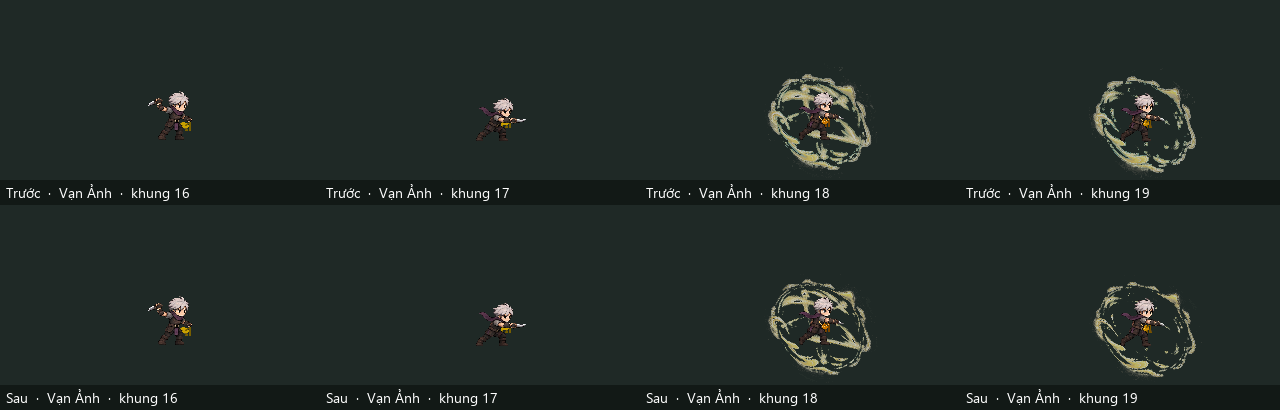 Trước · Vạn Ảnh · khung 16
Trước · Vạn Ảnh · khung 17
Trước · Vạn Ảnh · khung 18
Trước · Vạn Ảnh · khung 19
Sau · Vạn Ảnh · khung 16
Sau · Vạn Ảnh · khung 17
Sau · Vạn Ảnh · khung 18
Sau · Vạn Ảnh · khung 19